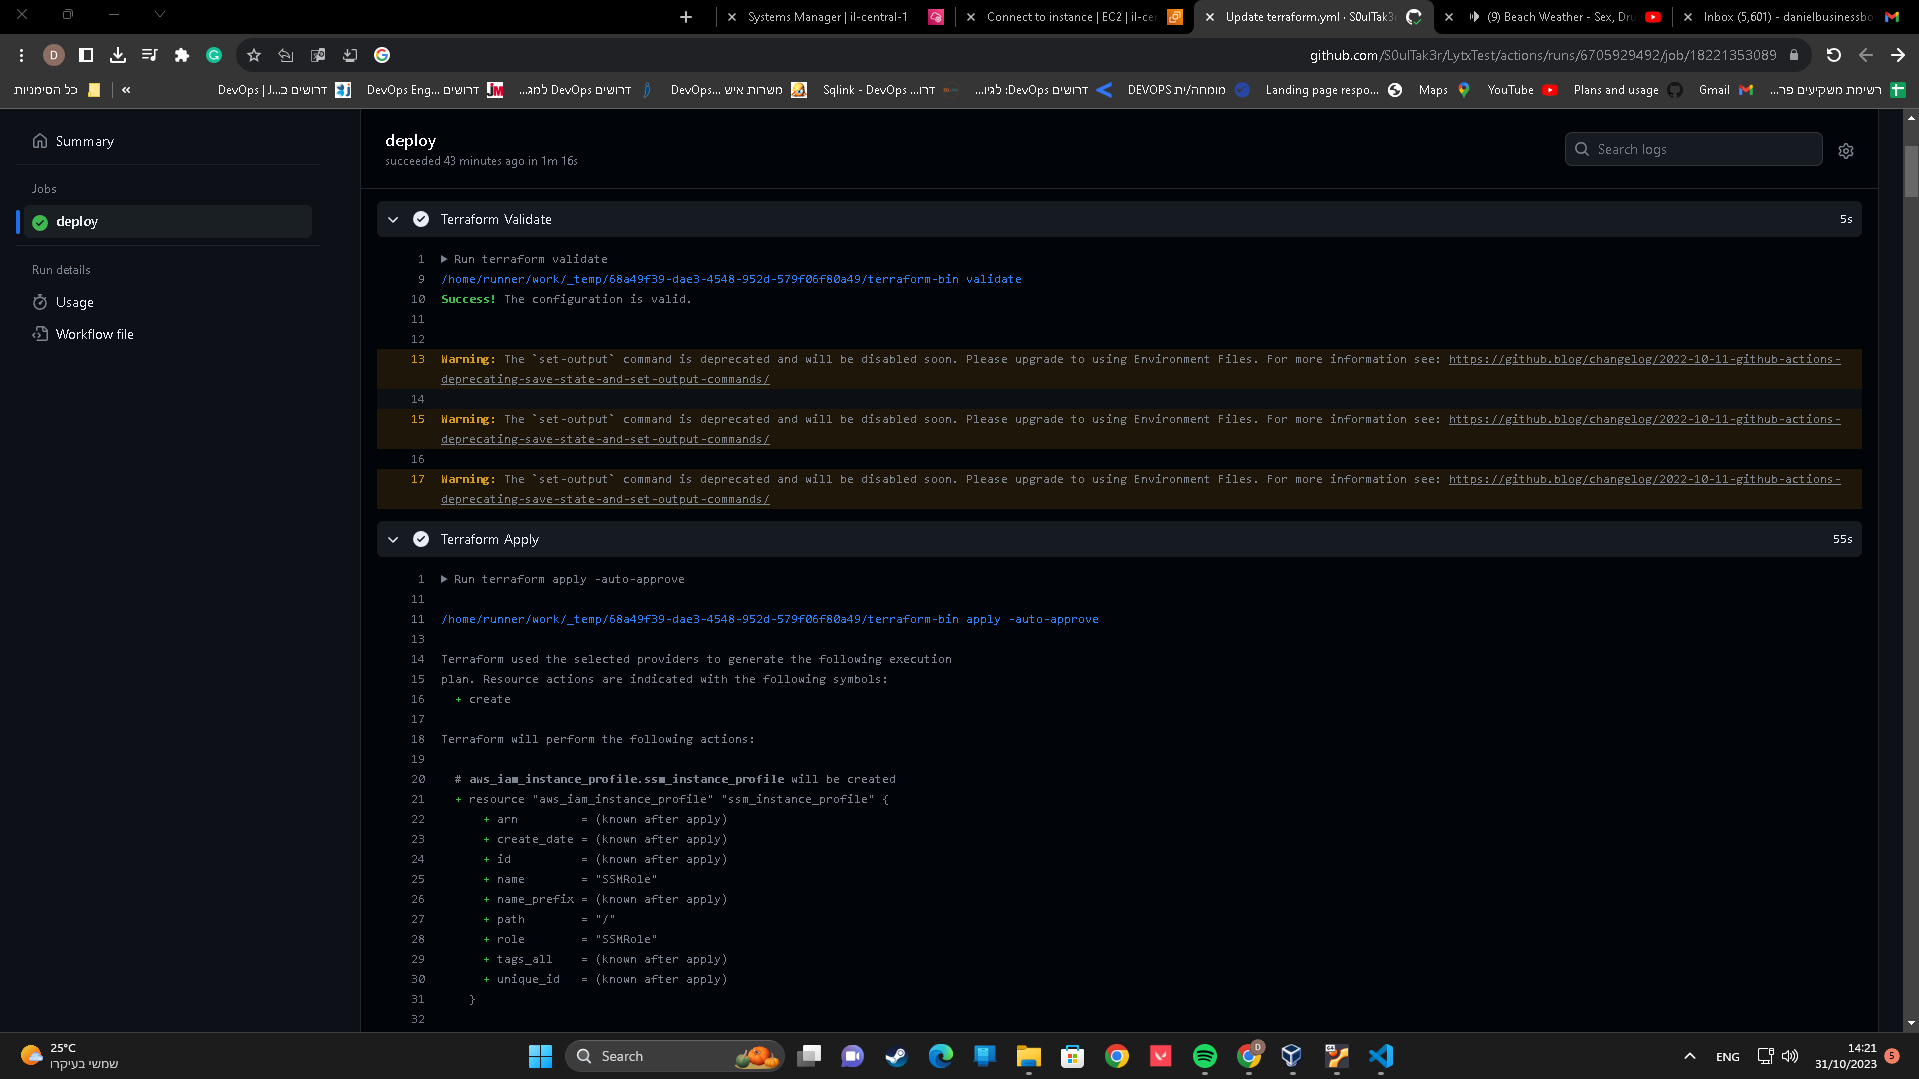 Systems Manager | il-central-1
Connect to instance | EC2 | il-ce
Update terraform.yml · S0ulTak3
(9) Beach Weather - Sex, Dru
Inbox (5,601) - danielbusinessbo
D
github.com/S0ulTak3r/LytxTest/actions/runs/6705929492/job/18221353089
כל הסימניות
«
דרושים ב...DevOps | J
דרושים ...DevOps Eng
דרושים DevOps למג...
משרות איש ...DevOps
דרו... Sqlink - DevOps
דרושים DevOps: לגיו...
מומחה/ית DEVOPS
Landing page respo...
Maps
YouTube
Plans and usage
Gmail
רשימת משקיעים פר...
Summary
Jobs
deploy
Run details
Usage
Workflow file
deploy
succeeded 43 minutes ago in 1m 16s
Search logs
Terraform Validate
5s
1 Run terraform validate
9 /home/runner/work/_temp/68a49f39-dae3-4548-952d-579f06f80a49/terraform-bin validate
10 Success! The configuration is valid.
11
12
13 Warning: The `set-output` command is deprecated and will be disabled soon. Please upgrade to using Environment Files. For more information see: https://github.blog/changelog/2022-10-11-github-actions-
deprecating-save-state-and-set-output-commands/
14
15 Warning: The `set-output` command is deprecated and will be disabled soon. Please upgrade to using Environment Files. For more information see: https://github.blog/changelog/2022-10-11-github-actions-
deprecating-save-state-and-set-output-commands/
16
17 Warning: The `set-output` command is deprecated and will be disabled soon. Please upgrade to using Environment Files. For more information see: https://github.blog/changelog/2022-10-11-github-actions-
deprecating-save-state-and-set-output-commands/
Terraform Apply
55s
1 Run terraform apply -auto-approve
11
11 /home/runner/work/_temp/68a49f39-dae3-4548-952d-579f06f80a49/terraform-bin apply -auto-approve
13
14 Terraform used the selected providers to generate the following execution
15 plan. Resource actions are indicated with the following symbols:
16 + create
17
18 Terraform will perform the following actions:
19
20 # aws_iam_instance_profile.ssm_instance_profile will be created
21 + resource "aws_iam_instance_profile" "ssm_instance_profile" {
22 + arn = (known after apply)
23 + create_date = (known after apply)
24 + id = (known after apply)
25 + name = "SSMRole"
26 + name_prefix = (known after apply)
27 + path = "/"
28 + role = "SSMRole"
29 + tags_all = (known after apply)
30 + unique_id = (known after apply)
31 }
32
25°C
שמשי בעיקרו
Search
D
ENG
14:21
31/10/2023
5